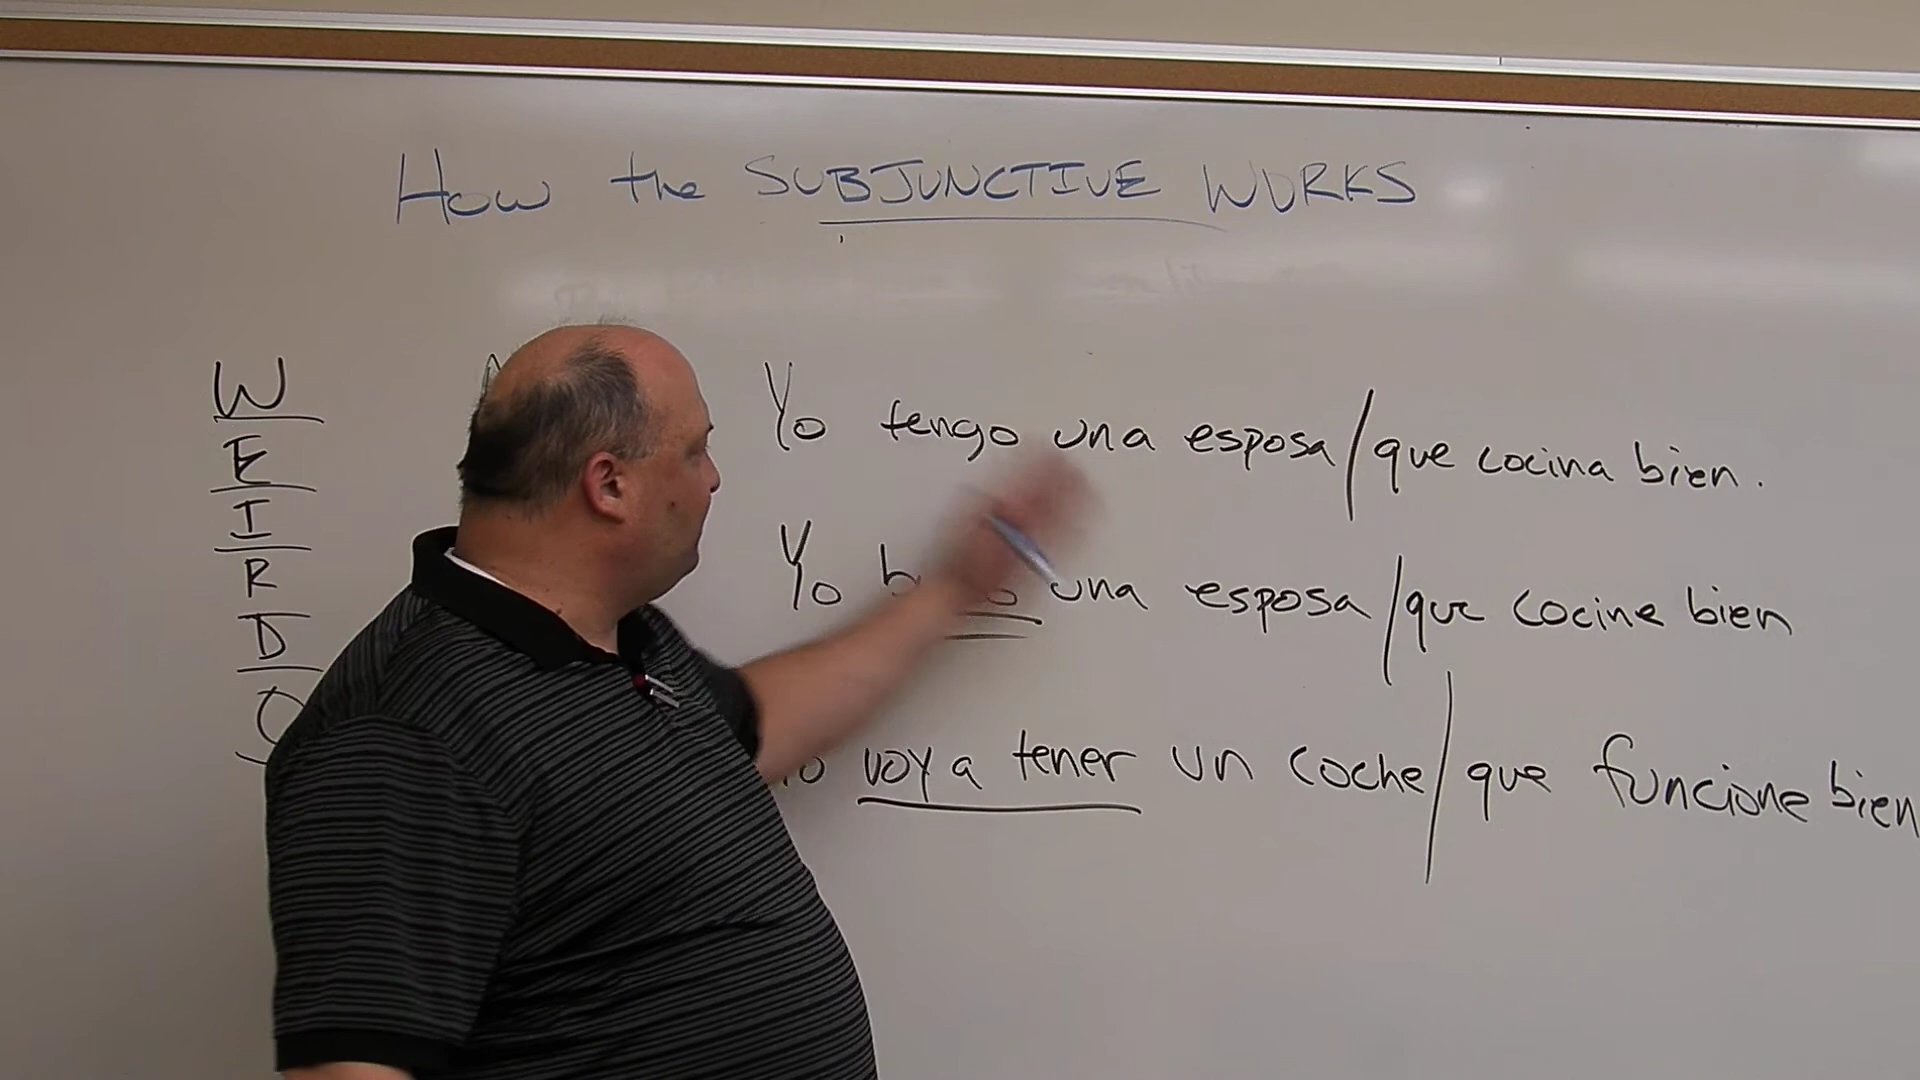 How the SUBJUNCTIVE WORKS
W
E
I
R
D
O
Yo tengo una esposa / que cocina bien.
Yo una esposa / que cocine bien
voy a tener un coche / que funcione bien